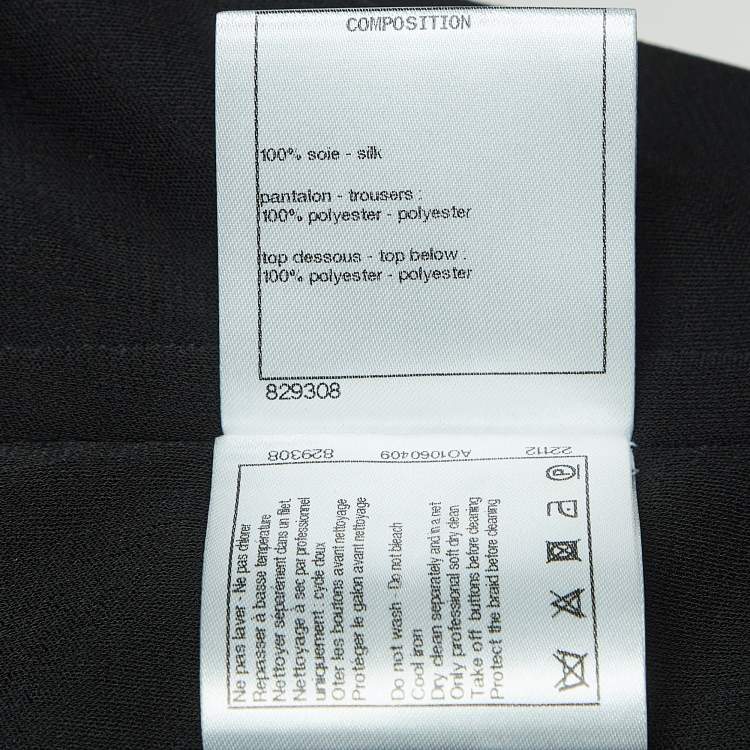 COMPOSITION
100% soie - silk
pantalon - trousers :
100% polyester - polyester
top dessous - top below :
100% polyester - polyester
829308
829308 AO1060409 22112
Ne pas laver - Ne pas chlorer
Repasser à basse température
Nettoyer séparément dans un filet
Nettoyage à sec par professionnel
uniquement : cycle doux
Oter les boutons avant nettoyage
Protéger le galon avant nettoyage
Do not wash - Do not bleach
Cool iron
Dry clean separately and in a net
Only professional soft dry clean
Take off buttons before cleaning
Protect the braid before cleaning
P